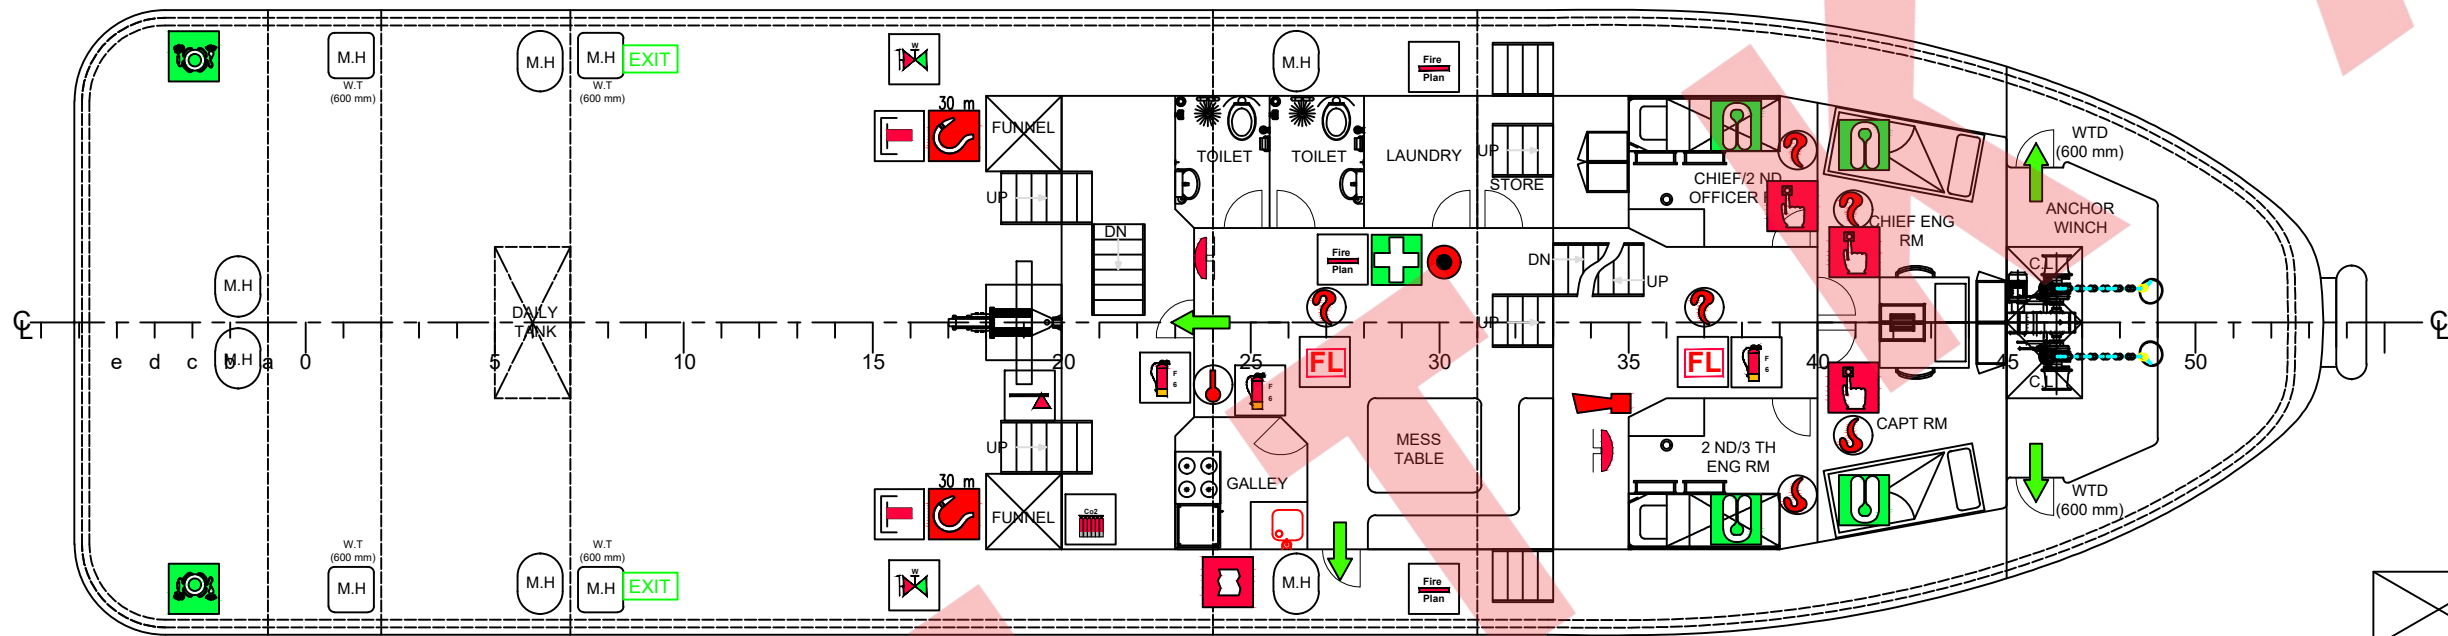 M.H
W.T
(600 mm)
M.H
M.H
EXIT
W.T
(600 mm)
W
M.H
Fire
Plan
30 m
FUNNEL
TOILET
TOILET
LAUNDRY
UP
STORE
CHIEF/2 ND
OFFICER
WTD
(600 mm)
UP
DN
CHIEF ENG
RM
ANCHOR
WINCH
Fire
Plan
DN
UP
M.H
C.L
DAILY
TANK
UP
M.H
e d c b a 0 5 10 15 20 25 30 35 40 45 50
F
6
F
6
FL
FL
F
6
C.L
UP
MESS
TABLE
CAPT RM
2 ND/3 TH
ENG RM
GALLEY
30 m
FUNNEL
Co2
WTD
(600 mm)
W.T
(600 mm)
M.H
M.H
W.T
(600 mm)
M.H
EXIT
W
M.H
Fire
Plan